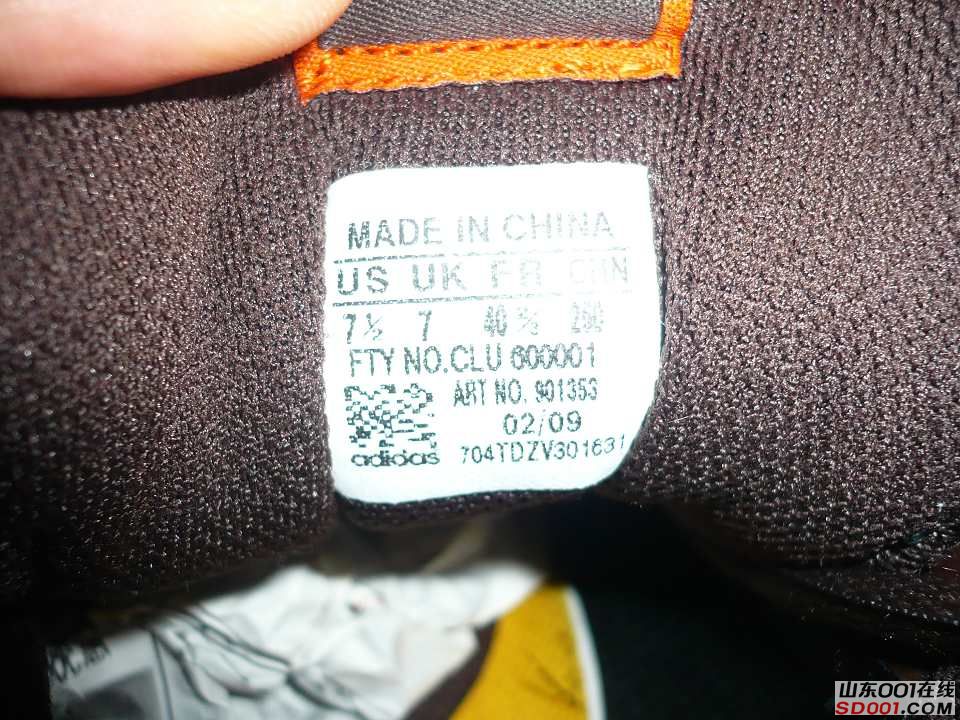 MADE IN CHINA
US UK FR CHN
7½ 7 40⅔ 250
FTY NO.CLU 600001
ART NO. 901353
02/09
adidas 704TDZV301631
山东001在线
SD001.COM